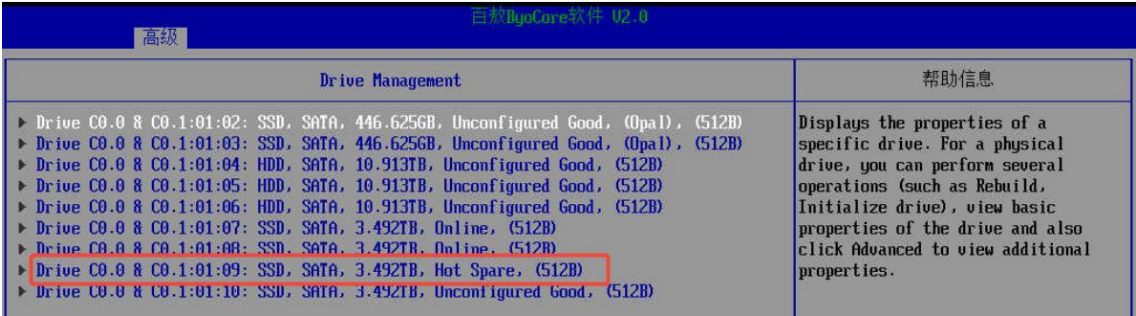 百敖ByoCore软件 V2.0
高级
Drive Management
Drive C0.0 & C0.1:01:02: SSD, SATA, 446.625GB, Unconfigured Good, (Opal), (512B)
Drive C0.0 & C0.1:01:03: SSD, SATA, 446.625GB, Unconfigured Good, (Opal), (512B)
Drive C0.0 & C0.1:01:04: HDD, SATA, 10.913TB, Unconfigured Good, (512B)
Drive C0.0 & C0.1:01:05: HDD, SATA, 10.913TB, Unconfigured Good, (512B)
Drive C0.0 & C0.1:01:06: HDD, SATA, 10.913TB, Unconfigured Good, (512B)
Drive C0.0 & C0.1:01:07: SSD, SATA, 3.492TB, Online, (512B)
Drive C0.0 & C0.1:01:08: SSD, SATA, 3.492TB, Online, (512B)
Drive C0.0 & C0.1:01:09: SSD, SATA, 3.492TB, Hot Spare, (512B)
Drive C0.0 & C0.1:01:10: SSD, SATA, 3.492TB, Unconfigured Good, (512B)
帮助信息
Displays the properties of a
specific drive. For a physical
drive, you can perform several
operations (such as Rebuild,
Initialize drive), view basic
properties of the drive and also
click Advanced to view additional
properties.